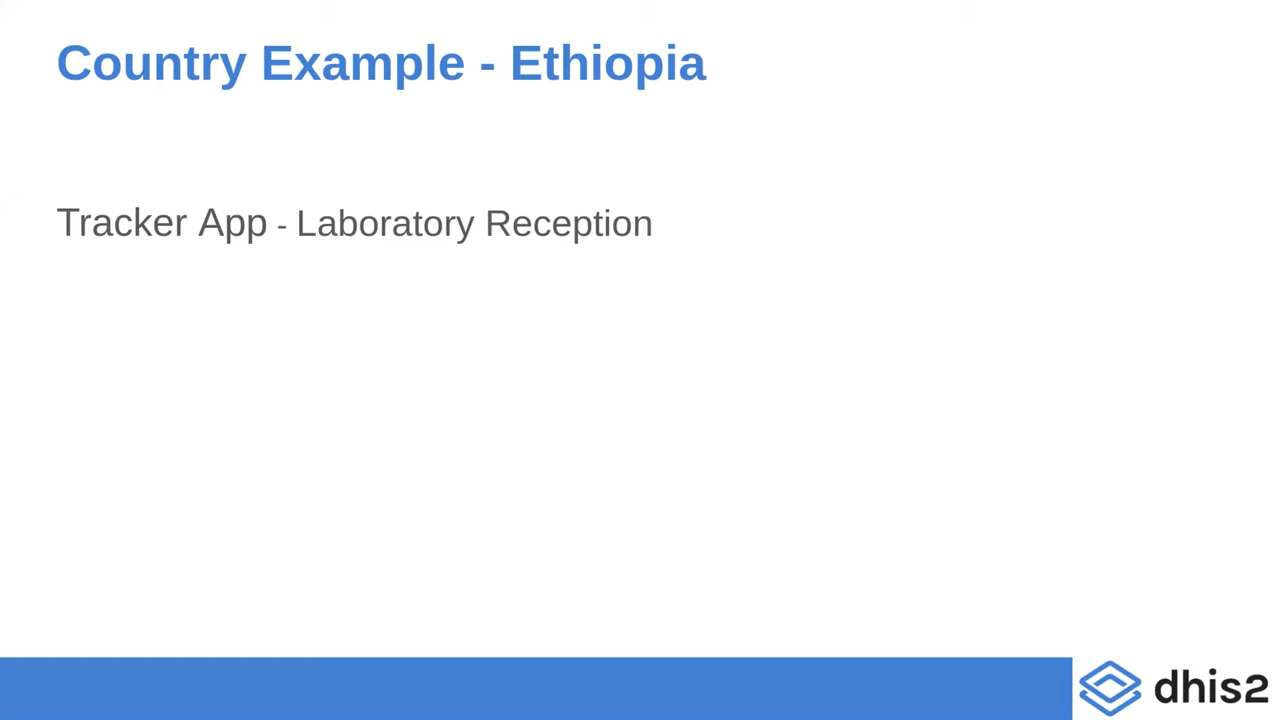 Country Example - Ethiopia
Tracker App - Laboratory Reception
dhis2